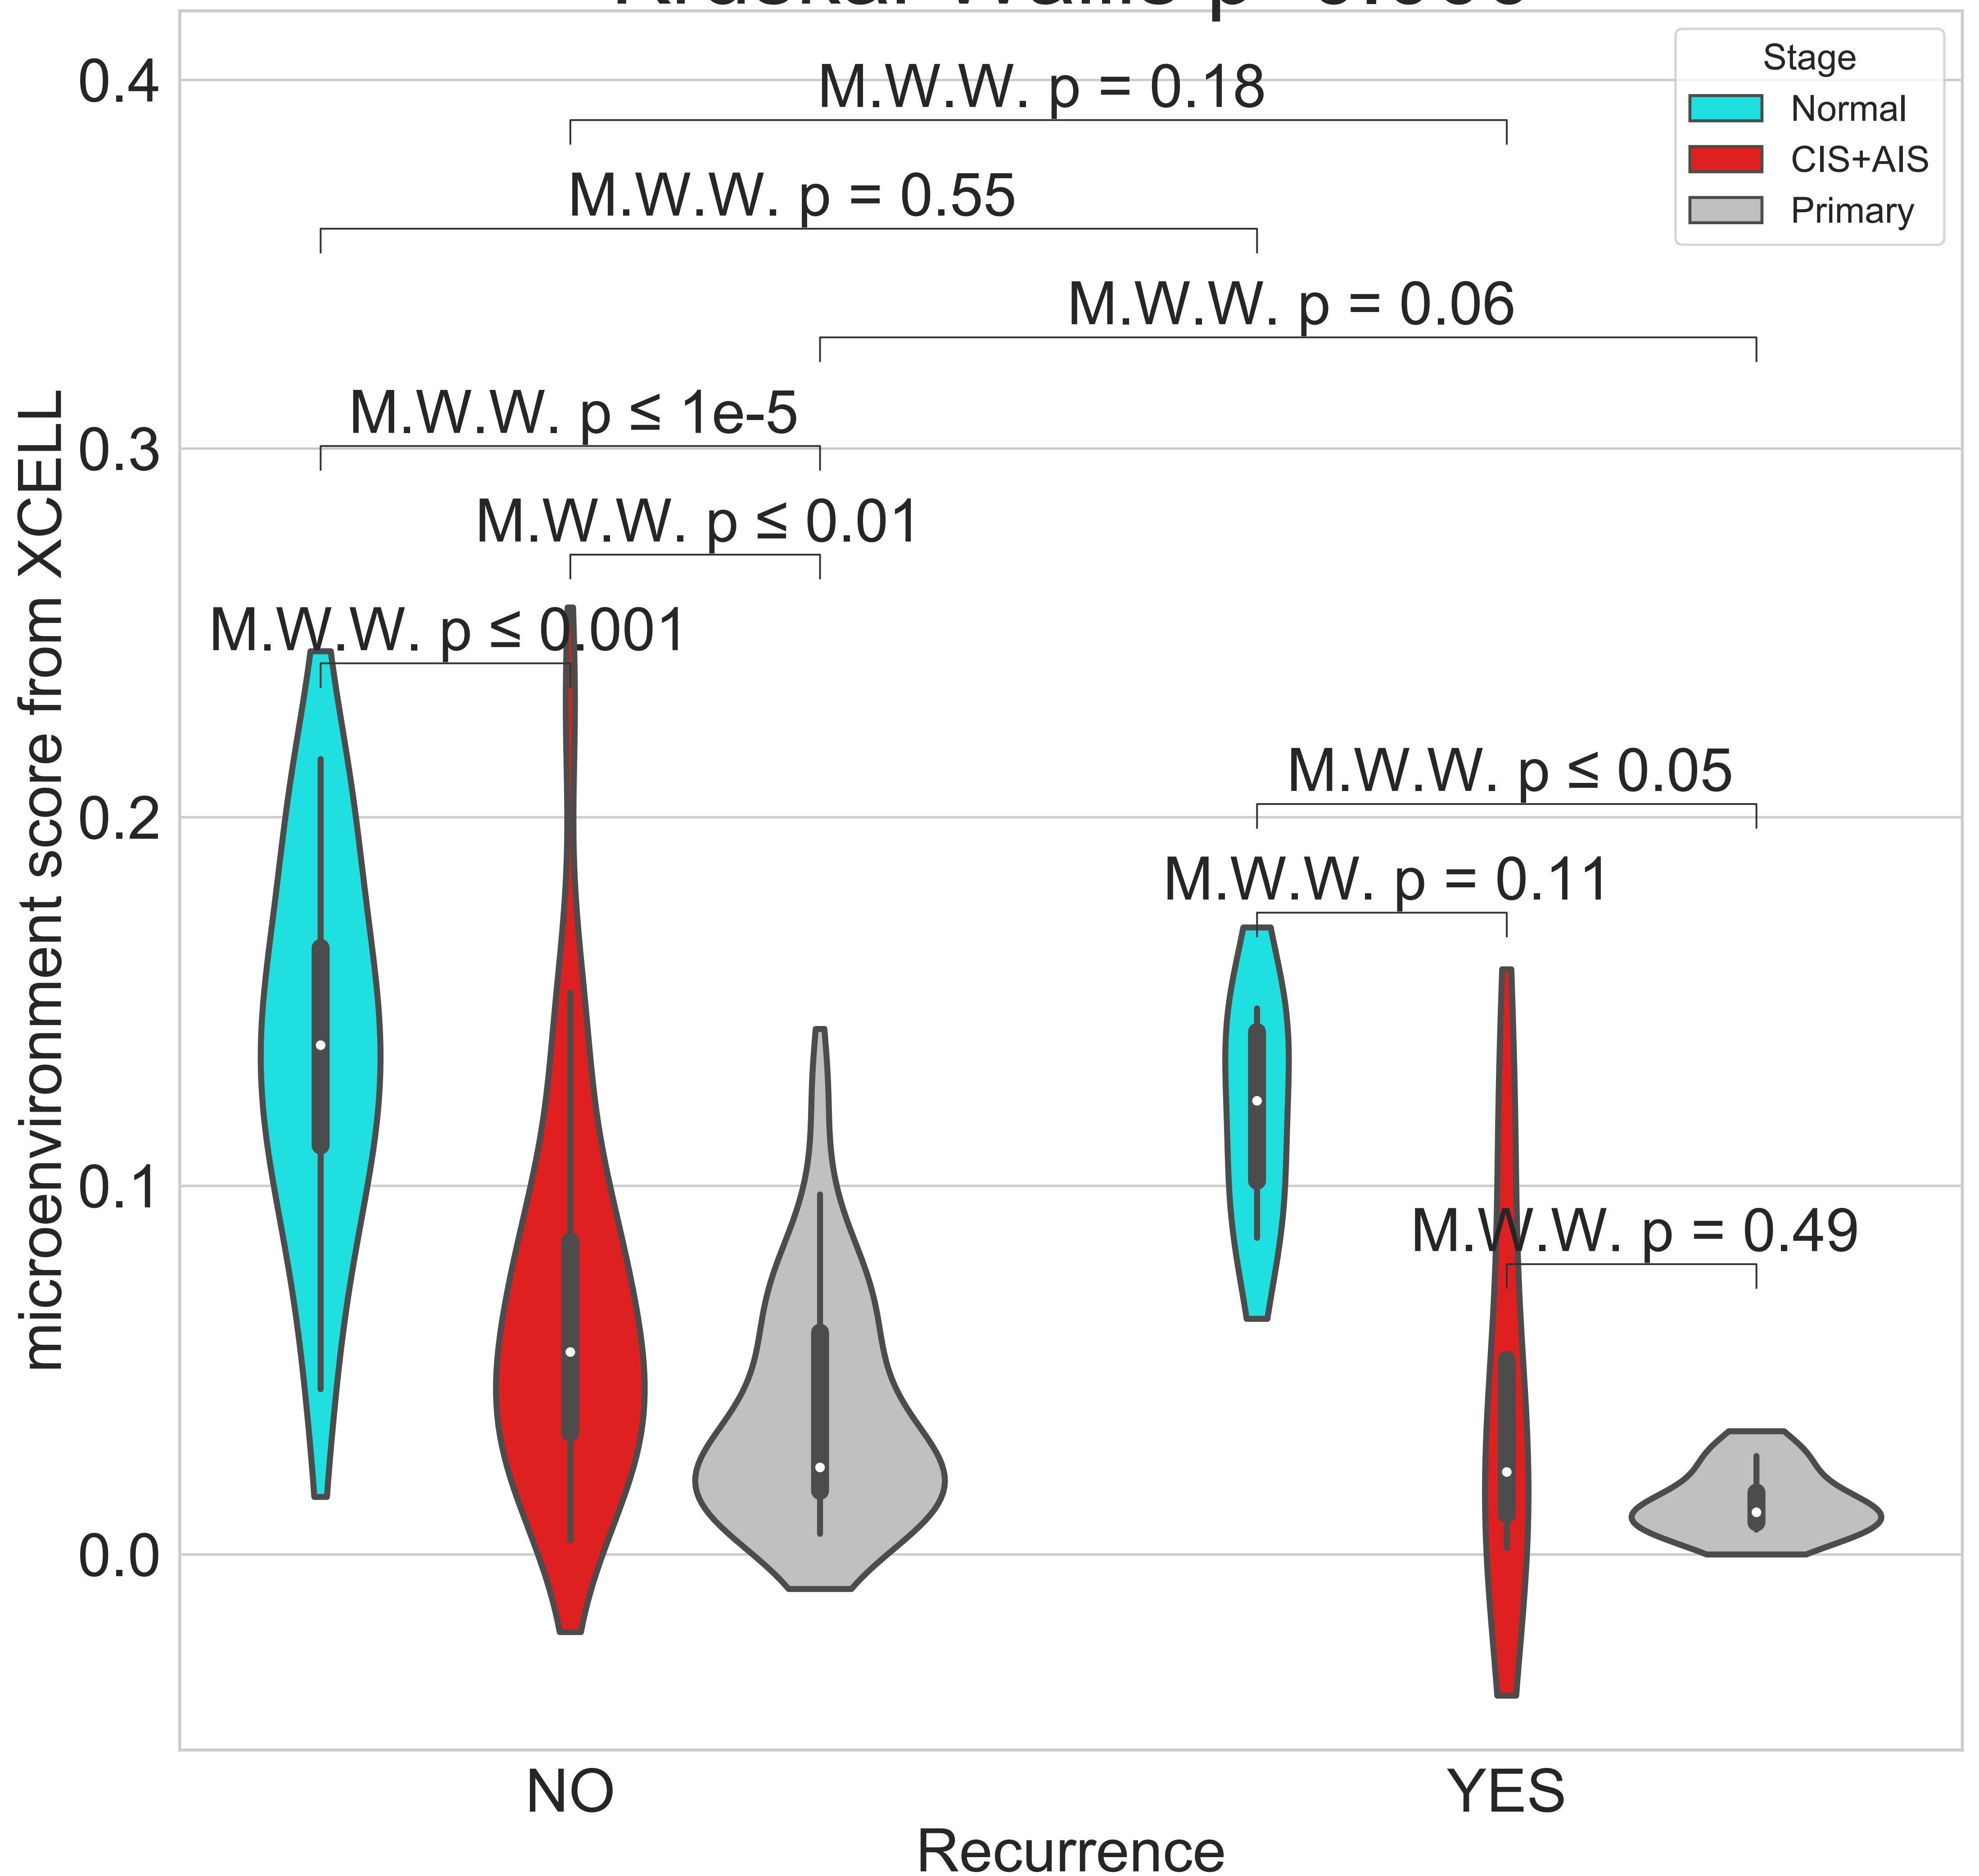 Stage
Normal
CIS+AIS
Primary
0.4
0.3
0.2
0.1
0.0
microenvironment score from XCELL
M.W.W. p = 0.18
M.W.W. p = 0.55
M.W.W. p = 0.06
M.W.W. p ≤ 1e-5
M.W.W. p ≤ 0.01
M.W.W. p ≤ 0.001
M.W.W. p ≤ 0.05
M.W.W. p = 0.11
M.W.W. p = 0.49
NO
YES
Recurrence